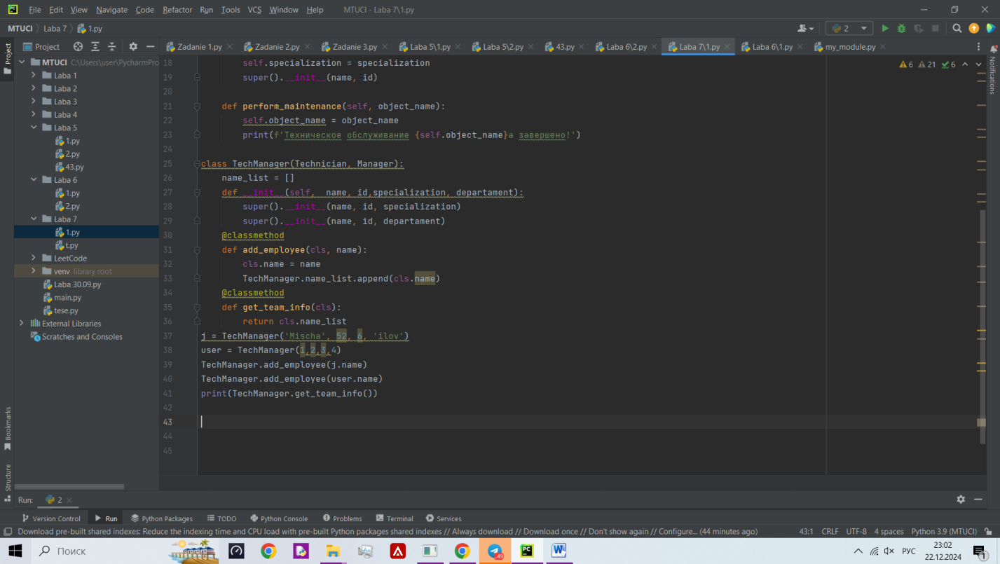 File Edit View Navigate Code Refactor Run Tools VCS Window Help MTUCI - Laba 7\1.py
MTUCI Laba 7 1.py 2
Project Zadanie 1.py Zadanie 2.py Zadanie 3.py Laba 5\1.py Laba 5\2.py 43.py Laba 6\2.py Laba 7\1.py Laba 6\1.py my_module.py
Project
Notifications
MTUCI C:\Users\user\PycharmPro
Laba 1
Laba 2
Laba 3
Laba 4
Laba 5
1.py
2.py
43.py
Laba 6
1.py
2.py
Laba 7
1.py
t.py
LeetCode
venv library root
Laba 30.09.py
main.py
tese.py
External Libraries
Scratches and Consoles
6 21 6
18 self.specialization = specialization
19 super().__init__(name, id)
20
21 def perform_maintenance(self, object_name):
22 self.object_name = object_name
23 print(f'Техническое обслуживание {self.object_name}а завершено!')
24
25 class TechManager(Technician, Manager):
26 name_list = []
27 def __init__(self,  name, id,specialization, departament):
28 super().__init__(name, id, specialization)
29 super().__init__(name, id, departament)
30 @classmethod
31 def add_employee(cls, name):
32 cls.name = name
33 TechManager.name_list.append(cls.name)
34 @classmethod
35 def get_team_info(cls):
36 return cls.name_list
37 j = TechManager('Mischa', 52, 6, 'ilov')
38 user = TechManager(1,2,3,4)
39 TechManager.add_employee(j.name)
40 TechManager.add_employee(user.name)
41 print(TechManager.get_team_info())
42
43
44
45
Bookmarks
Structure
Run: 2
Version Control Run Python Packages TODO Python Console Problems Terminal Services
Download pre-built shared indexes: Reduce the indexing time and CPU load with pre-built Python packages shared indexes // Always download // Download once // Don't show again // Configure... (44 minutes ago) 43:1 CRLF UTF-8 4 spaces Python 3.9 (MTUCI)
Поиск
49
PC
W
РУС
23:02
22.12.2024
1